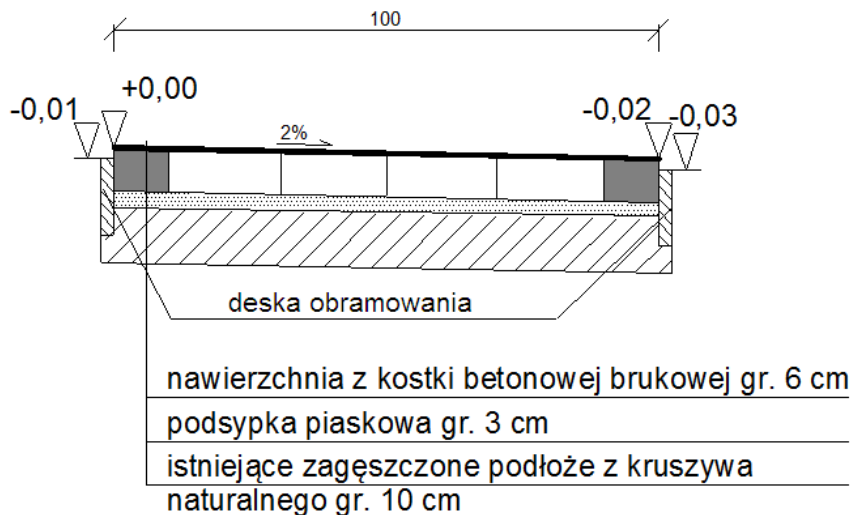 100
+0,00
-0,01
-0,02
-0,03
2%
deska obramowania
nawierzchnia z kostki betonowej brukowej gr. 6 cm
podsypka piaskowa gr. 3 cm
istniejące zagęszczone podłoże z kruszywa
naturalnego gr. 10 cm